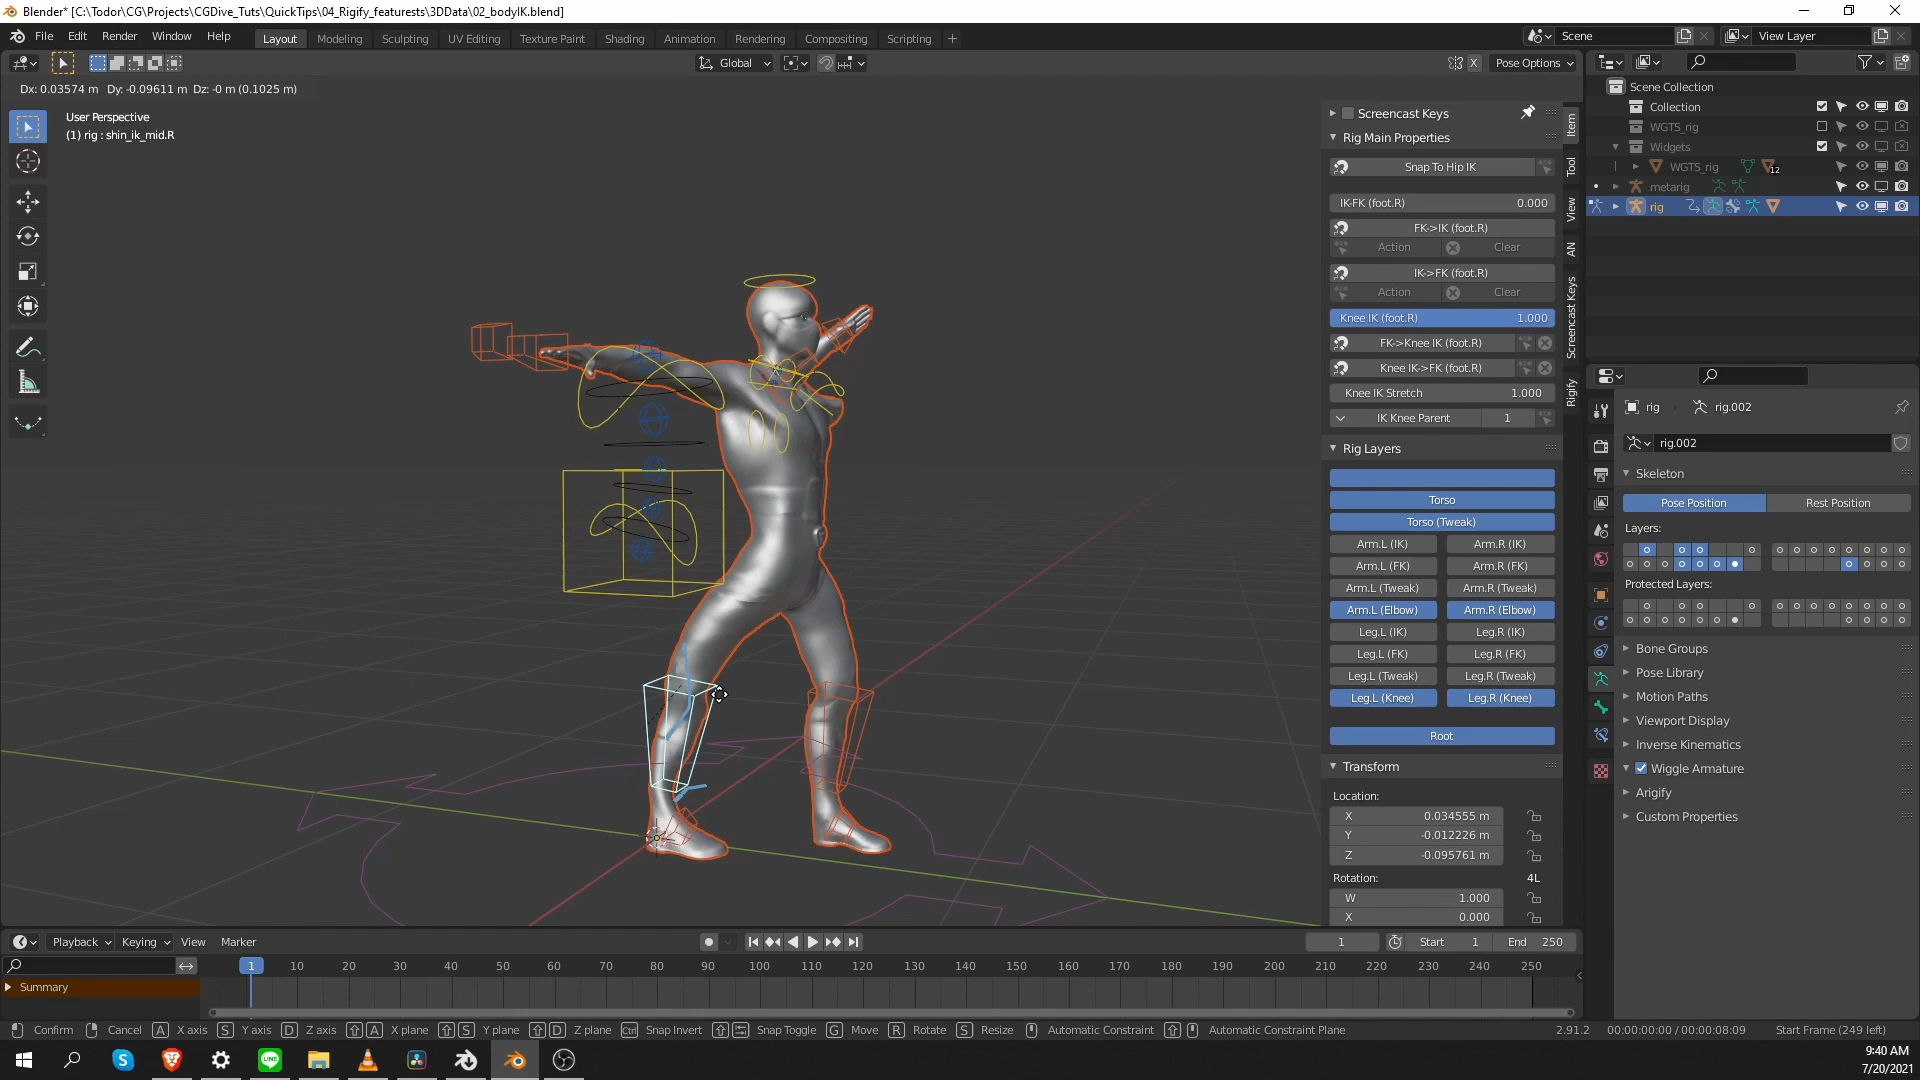 Blender* [C:\Todor\CG\Projects\CGDive_Tuts\QuickTips\04_Rigify_featurests\3DData\02_bodyIK.blend]
File Edit Render Window Help Layout Modeling Sculpting UV Editing Texture Paint Shading Animation Rendering Compositing Scripting + Scene View Layer
Global X Pose Options
Dx: 0.03574 m Dy: -0.09611 m Dz: -0 m (0.1025 m)
User Perspective
(1) rig : shin_ik_mid.R
Screencast Keys
Rig Main Properties
Snap To Hip IK
IK-FK (foot.R) 0.000
FK->IK (foot.R)
Action Clear
IK->FK (foot.R)
Action Clear
Knee IK (foot.R) 1.000
FK->Knee IK (foot.R)
Knee IK->FK (foot.R)
Knee IK Stretch 1.000
IK Knee Parent 1
Rig Layers
Torso
Torso (Tweak)
Arm.L (IK) Arm.R (IK)
Arm.L (FK) Arm.R (FK)
Arm.L (Tweak) Arm.R (Tweak)
Arm.L (Elbow) Arm.R (Elbow)
Leg.L (IK) Leg.R (IK)
Leg.L (FK) Leg.R (FK)
Leg.L (Tweak) Leg.R (Tweak)
Leg.L (Knee) Leg.R (Knee)
Root
Transform
Location:
X 0.034555 m
Y -0.012226 m
Z -0.095761 m
Rotation: 4L
W 1.000
X 0.000
Item
Tool
View
AN
Screencast Keys
Rigify
Scene Collection
Collection
WGTS_rig
Widgets
WGTS_rig 12
metarig
rig
rig rig.002
rig.002
Skeleton
Pose Position Rest Position
Layers:
Protected Layers:
Bone Groups
Pose Library
Motion Paths
Viewport Display
Inverse Kinematics
Wiggle Armature
Arigify
Custom Properties
Playback Keying View Marker 1 Start 1 End 250
1 10 20 30 40 50 60 70 80 90 100 110 120 130 140 150 160 170 180 190 200 210 220 230 240 250
Summary
Confirm Cancel A X axis S Y axis D Z axis A X plane S Y plane D Z plane Ctrl Snap Invert Snap Toggle G Move R Rotate S Resize Automatic Constraint Automatic Constraint Plane 2.91.2 00:00:00:00 / 00:00:08:09 Start Frame (249 left)
LINE
9:40 AM
7/20/2021